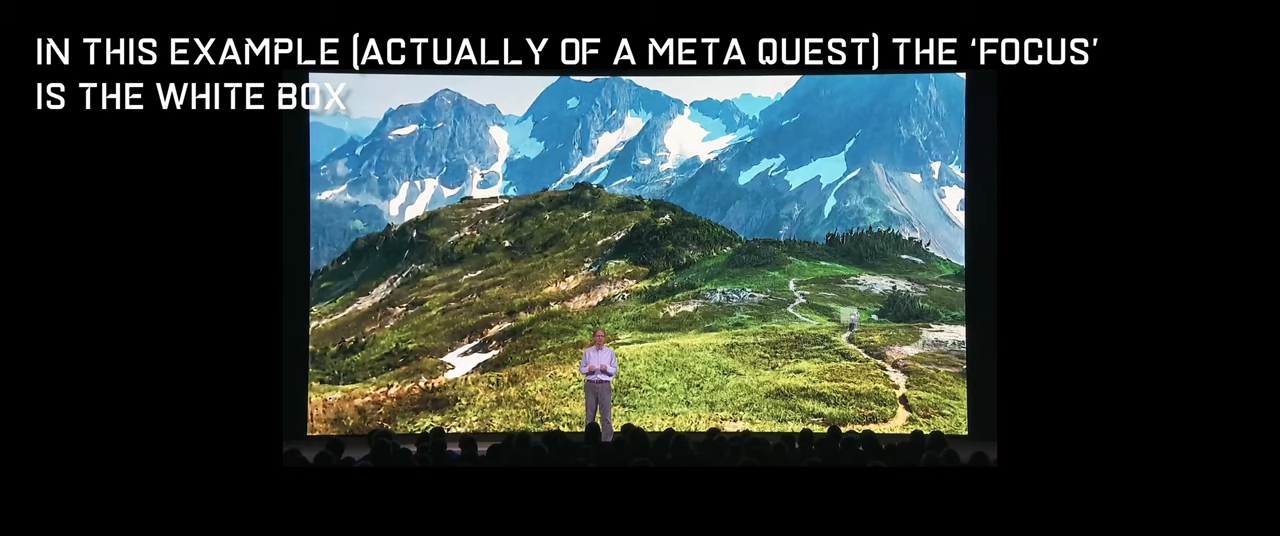 IN THIS EXAMPLE (ACTUALLY OF A META QUEST) THE ‘FOCUS’
IS THE WHITE BOX